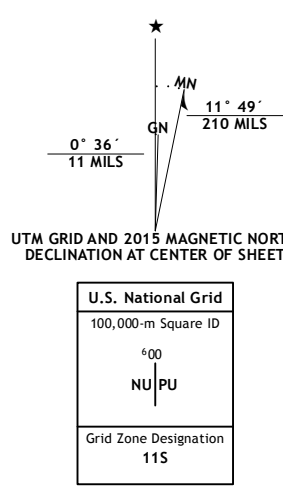 ★
MN
GN
0° 36´
11 MILS
11° 49´
210 MILS
UTM GRID AND 2015 MAGNETIC NORT
DECLINATION AT CENTER OF SHEET
U.S. National Grid
100,000-m Square ID
⁶00
NU PU
Grid Zone Designation
11S